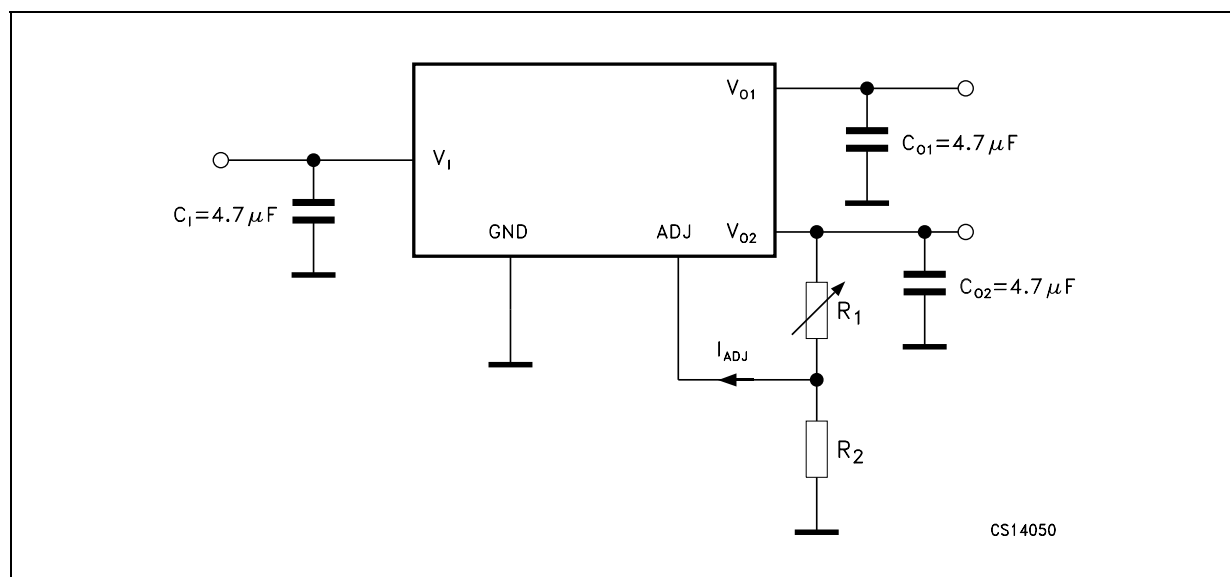 V_O1
C_O1=4.7μF
V_I
C_I=4.7μF
GND
ADJ
V_O2
C_O2=4.7μF
R_1
I_ADJ
R_2
CS14050